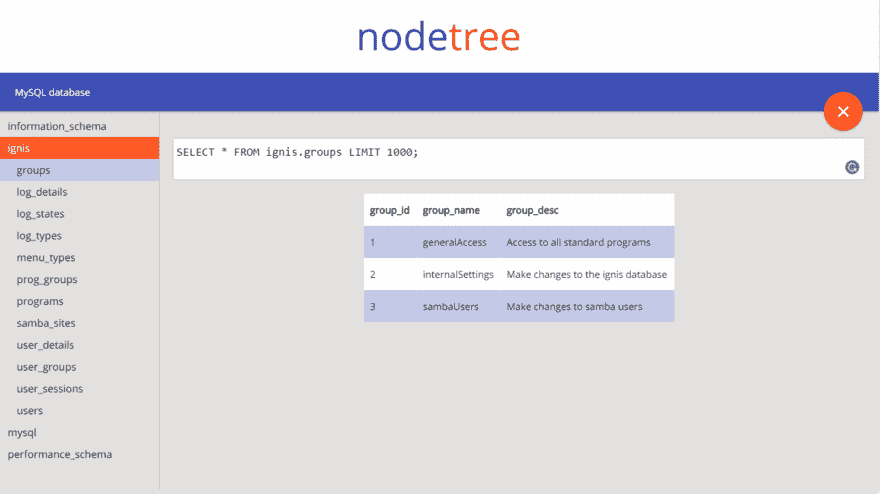 nodetree
MySQL database
information_schema
ignis
groups
log_details
log_states
log_types
menu_types
prog_groups
programs
samba_sites
user_details
user_groups
user_sessions
users
mysql
performance_schema
SELECT * FROM ignis.groups LIMIT 1000;
group_id group_name group_desc
1 generalAccess Access to all standard programs
2 internalSettings Make changes to the ignis database
3 sambaUsers Make changes to samba users